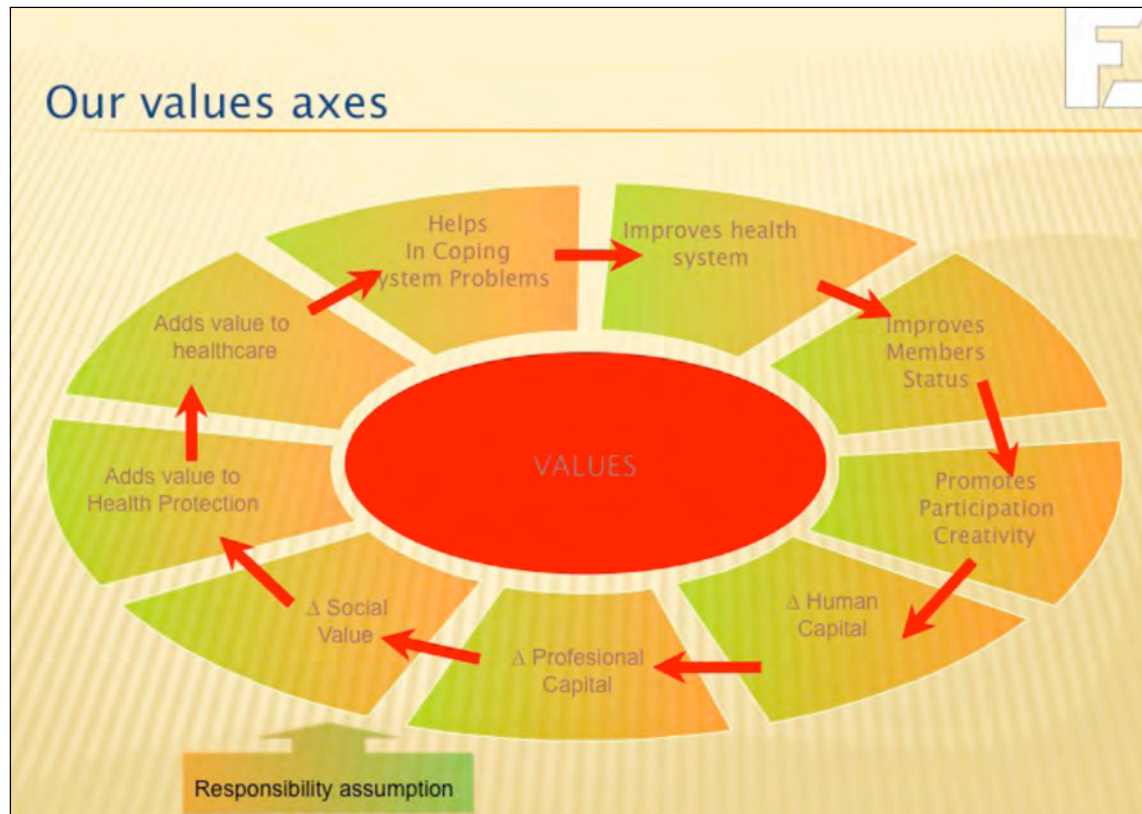 Our values axes
Helps
In Coping
ystem Problems
Improves health
system
Improves
Members
Status
Promotes
Participation
Creativity
Δ Human
Capital
Δ Profesional
Capital
Δ Social
Value
Adds value to
Health Protection
Adds value to
healthcare
VALUES
Responsibility assumption